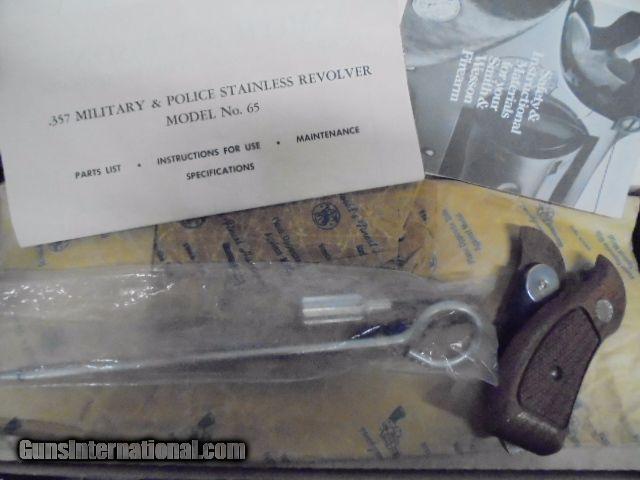 .357 MILITARY & POLICE STAINLESS REVOLVER
MODEL No. 65
PARTS LIST • INSTRUCTIONS FOR USE • MAINTENANCE
SPECIFICATIONS
Safety &
Instructional
Materials
for your
Smith &
Wesson
Firearm
GunsInternational.com